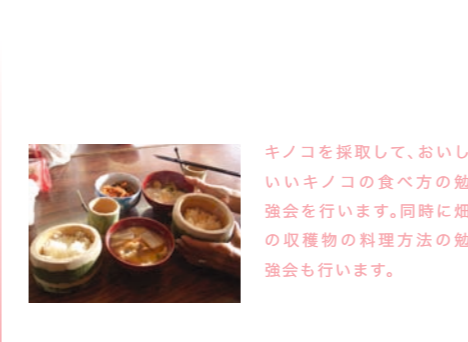 キノコを採取して、おいし
いいキノコの食べ方の勉
強会を行います。同時に畑
の収穫物の料理方法の勉
強会も行います。